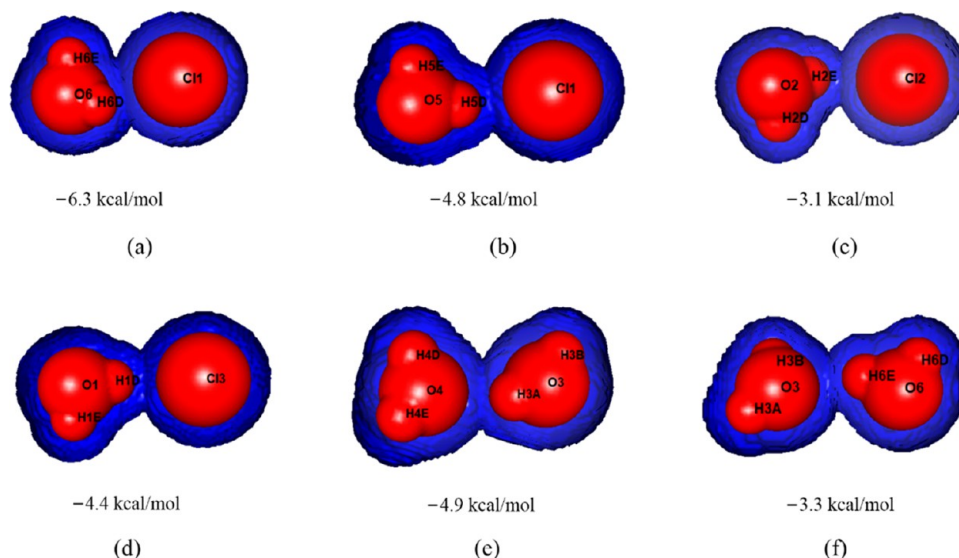 H6E
O6
H6D
Cl1
H5E
O5
H5D
Cl1
H2E
O2
H2D
Cl2
−6.3 kcal/mol
−4.8 kcal/mol
−3.1 kcal/mol
(a)
(b)
(c)
O1
H1D
H1E
Cl3
H4D
O4
H4E
H3B
O3
H3A
H3B
O3
H3A
H6D
H6E
O6
−4.4 kcal/mol
−4.9 kcal/mol
−3.3 kcal/mol
(d)
(e)
(f)